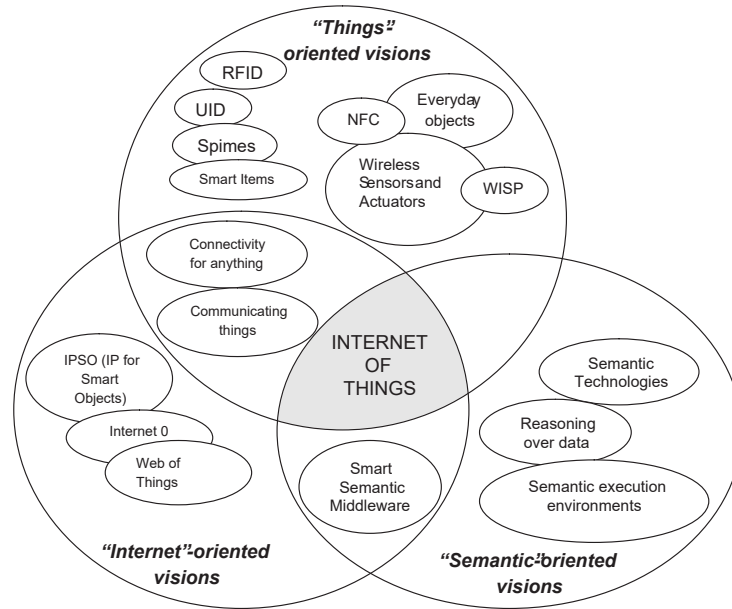 “Things”-
oriented visions
RFID
UID
Spimes
Smart Items
NFC
Everyday
objects
Wireless
Sensors and
Actuators
WISP
Connectivity
for anything
Communicating
things
INTERNET
OF
THINGS
IPSO (IP for
Smart
Objects)
Internet 0
Web of
Things
Semantic
Technologies
Reasoning
over data
Semantic execution
environments
Smart
Semantic
Middleware
“Internet”-oriented
visions
“Semantic”-oriented
visions